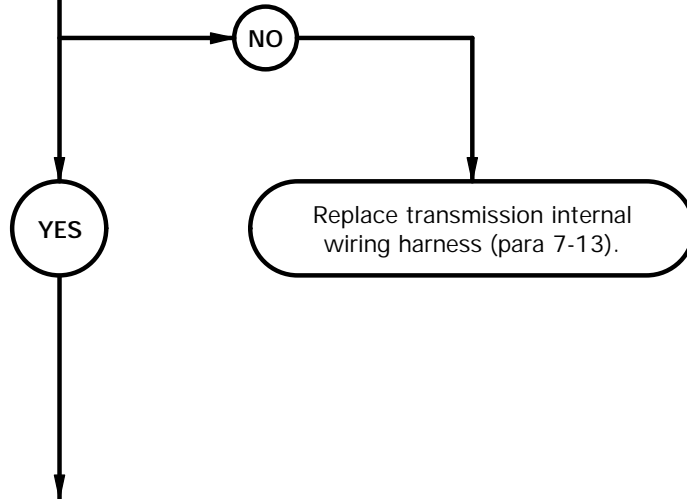 NO
YES
Replace transmission internal
wiring harness (para 7-13).